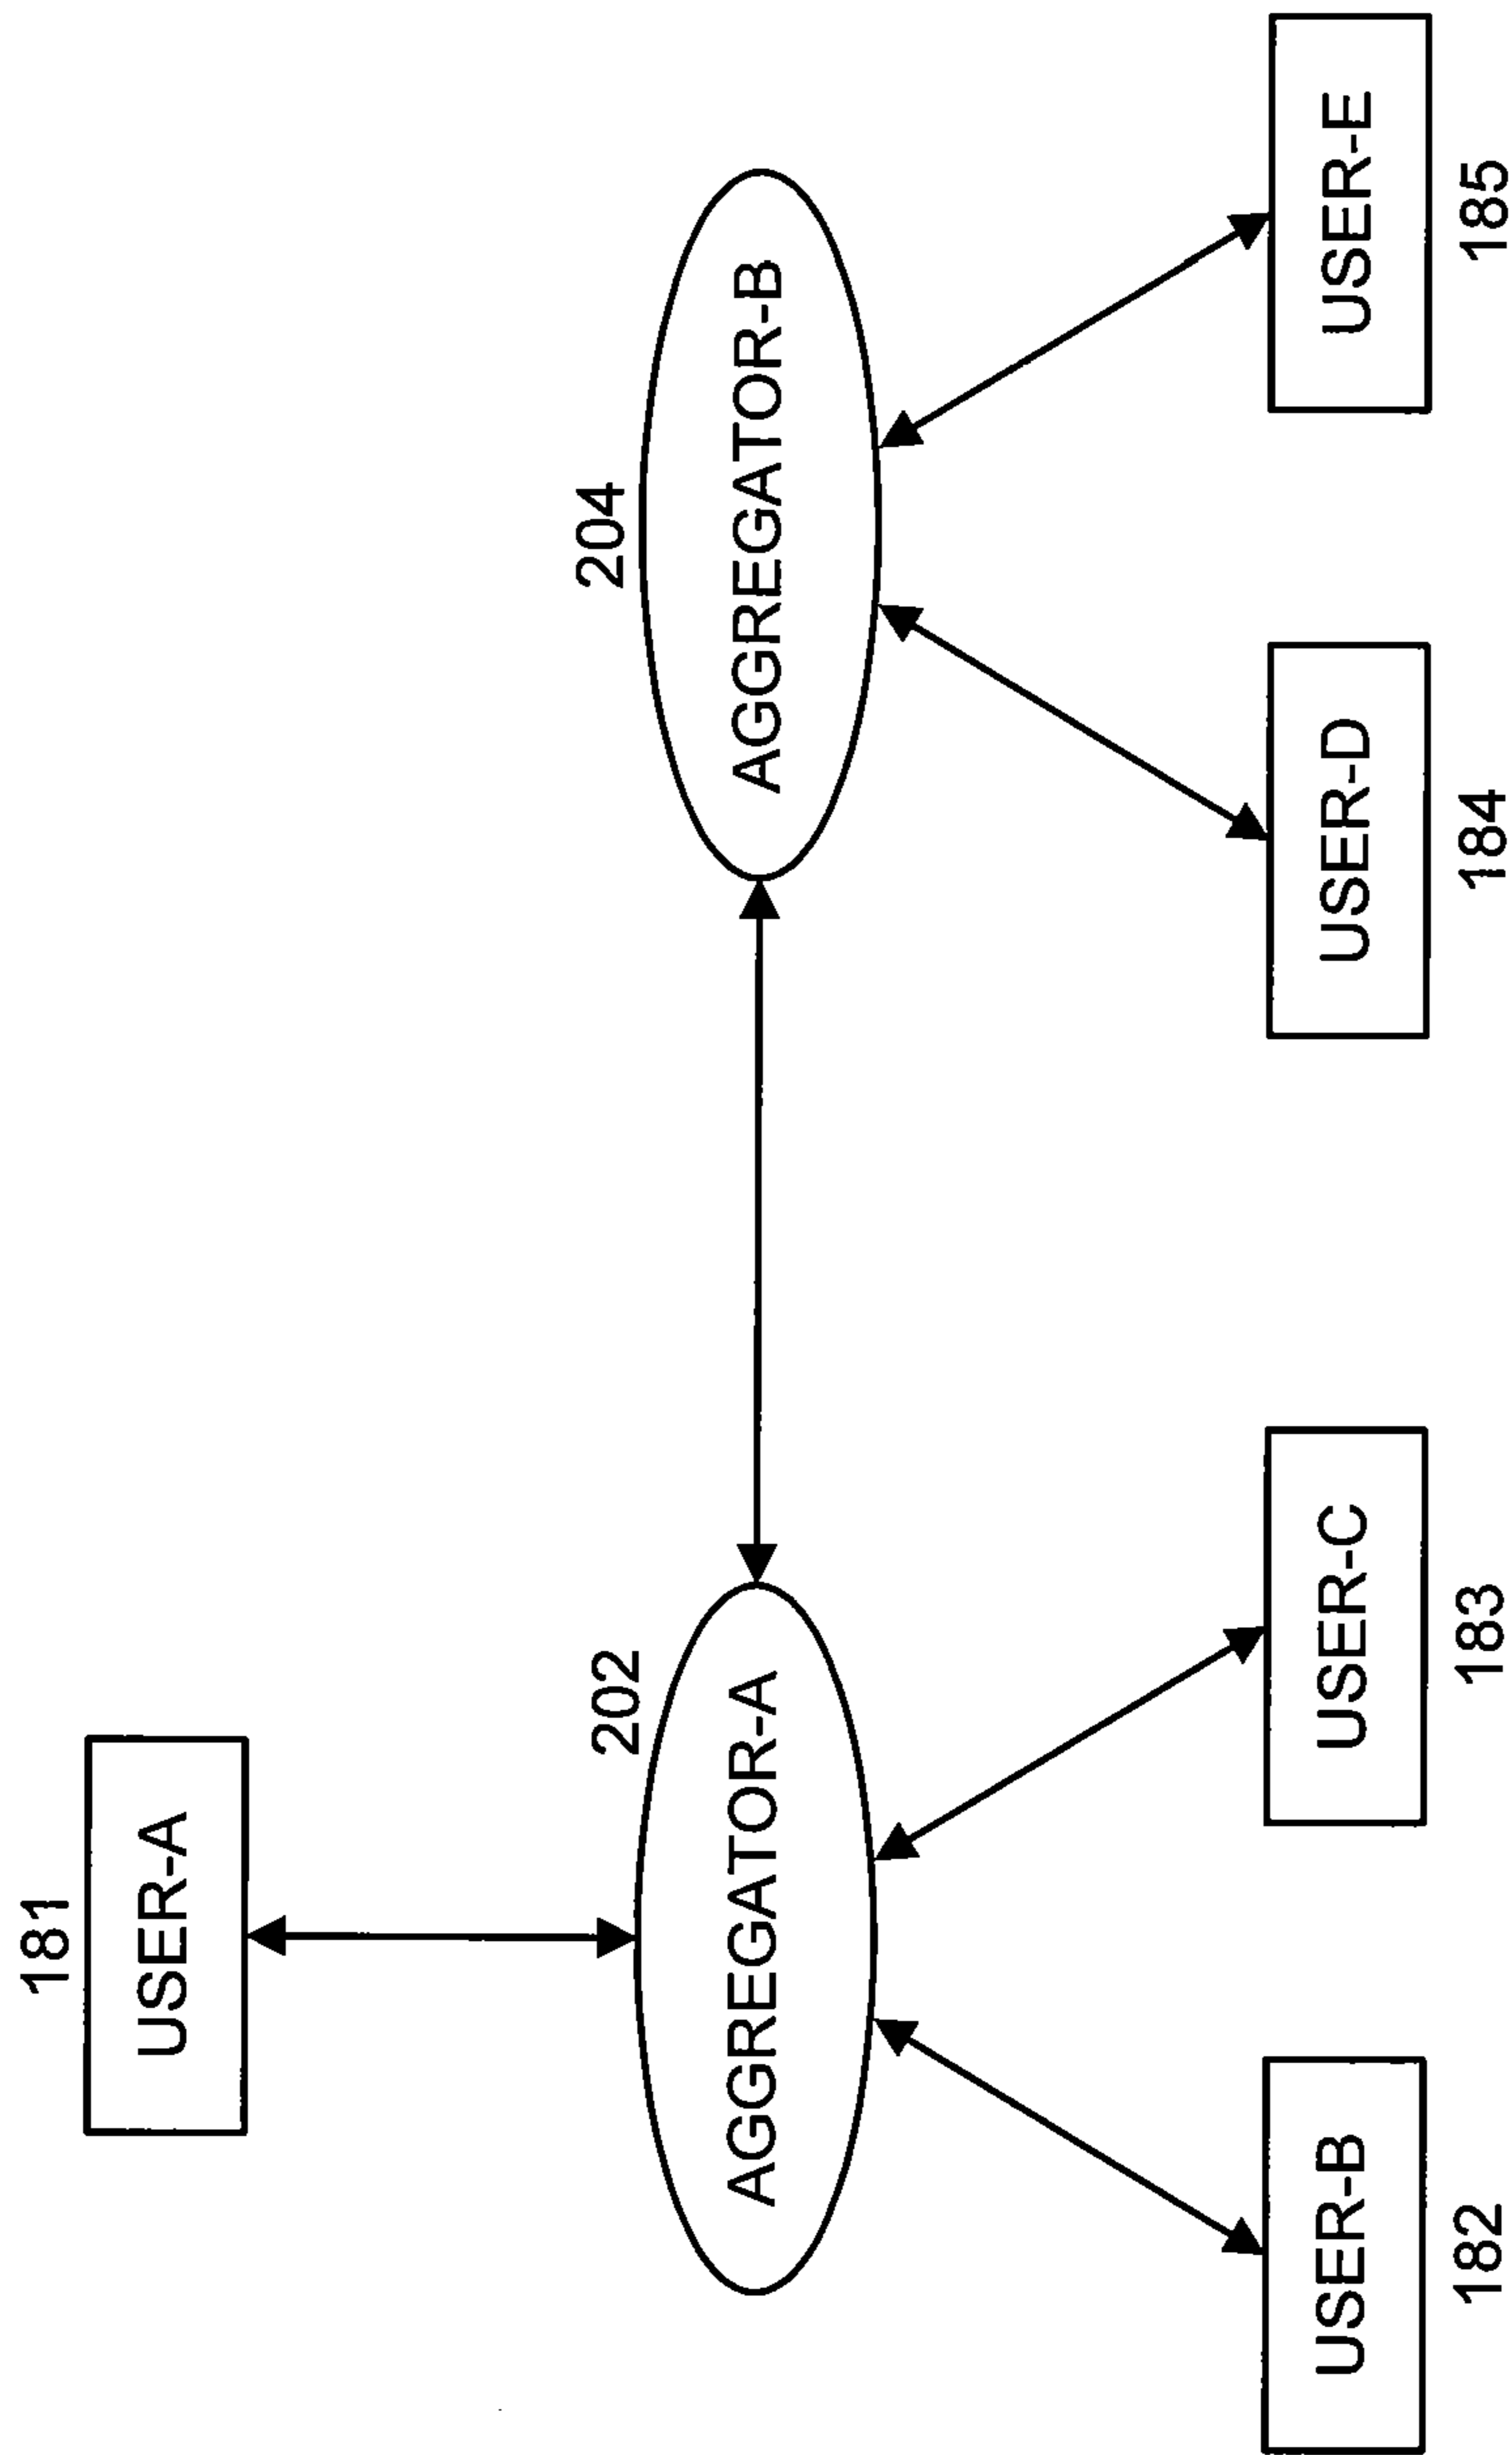 181
USER-A
202
AGGREGATOR-A
204
AGGREGATOR-B
USER-B
182
USER-C
183
USER-D
184
USER-E
185